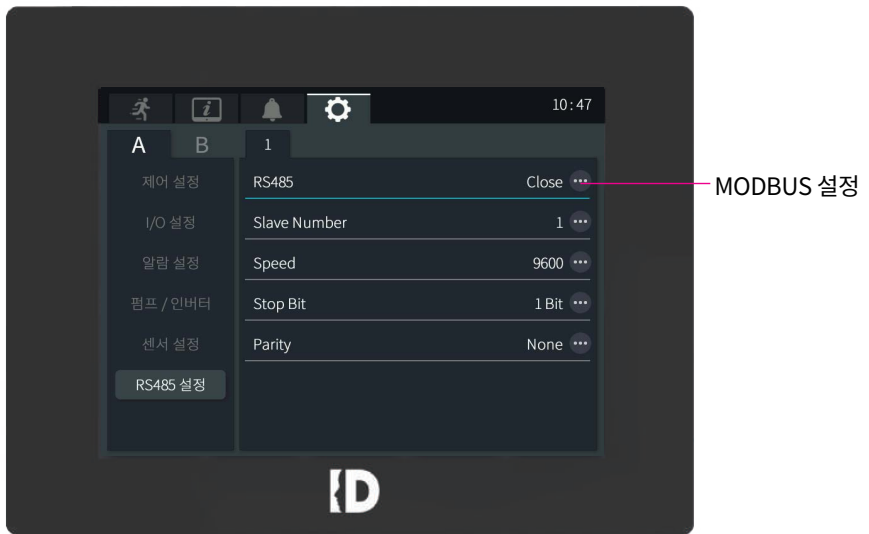 10:47
A B 1
제어 설정
I/O 설정
알람 설정
펌프 / 인버터
센서 설정
RS485 설정
RS485 Close
Slave Number 1
Speed 9600
Stop Bit 1 Bit
Parity None
MODBUS 설정
D